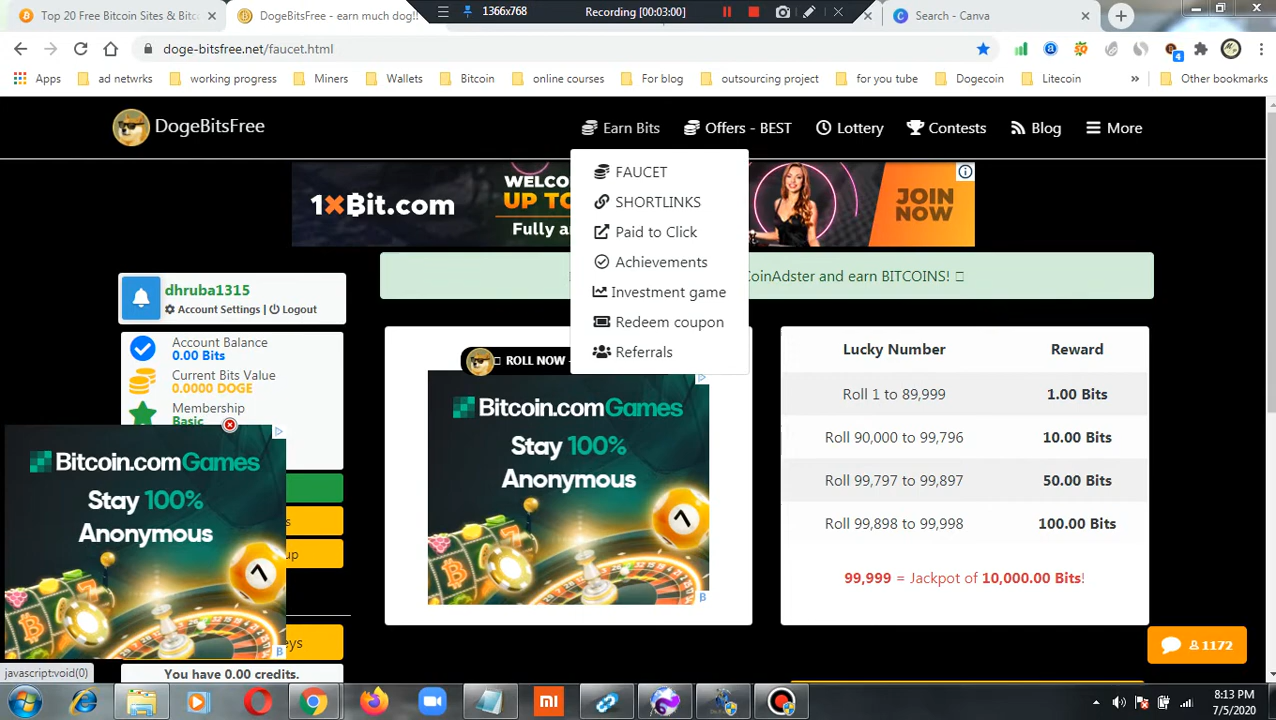 Top 20 Free Bitcoin Sites & Bitc
DogeBitsFree - earn much dog!!
1366x768
Recording [00:03:00]
Search - Canva
doge-bitsfree.net/faucet.html
4
Apps
ad netwrks
working progress
Miners
Wallets
Bitcoin
online courses
For blog
outsourcing project
for you tube
Dogecoin
Litecoin
»
Other bookmarks
DogeBitsFree
Earn Bits
Offers - BEST
Lottery
Contests
Blog
More
FAUCET
SHORTLINKS
Paid to Click
Achievements
Investment game
Redeem coupon
Referrals
1xBit.com
WELCO
UP TO
Fully a
JOIN
NOW
CoinAdster and earn BITCOINS!
dhruba1315
Account Settings | Logout
Account Balance
0.00 Bits
Current Bits Value
0.0000 DOGE
Membership
Basic
ROLL NOW
Bitcoin.comGames
Stay 100%
Anonymous
Bitcoin.comGames
Stay 100%
Anonymous
s
up
eys
You have 0.00 credits.
Lucky Number Reward
Roll 1 to 89,999 1.00 Bits
Roll 90,000 to 99,796 10.00 Bits
Roll 99,797 to 99,897 50.00 Bits
Roll 99,898 to 99,998 100.00 Bits
99,999 = Jackpot of 10,000.00 Bits!
1172
javascript:void(0)
8:13 PM
7/5/2020